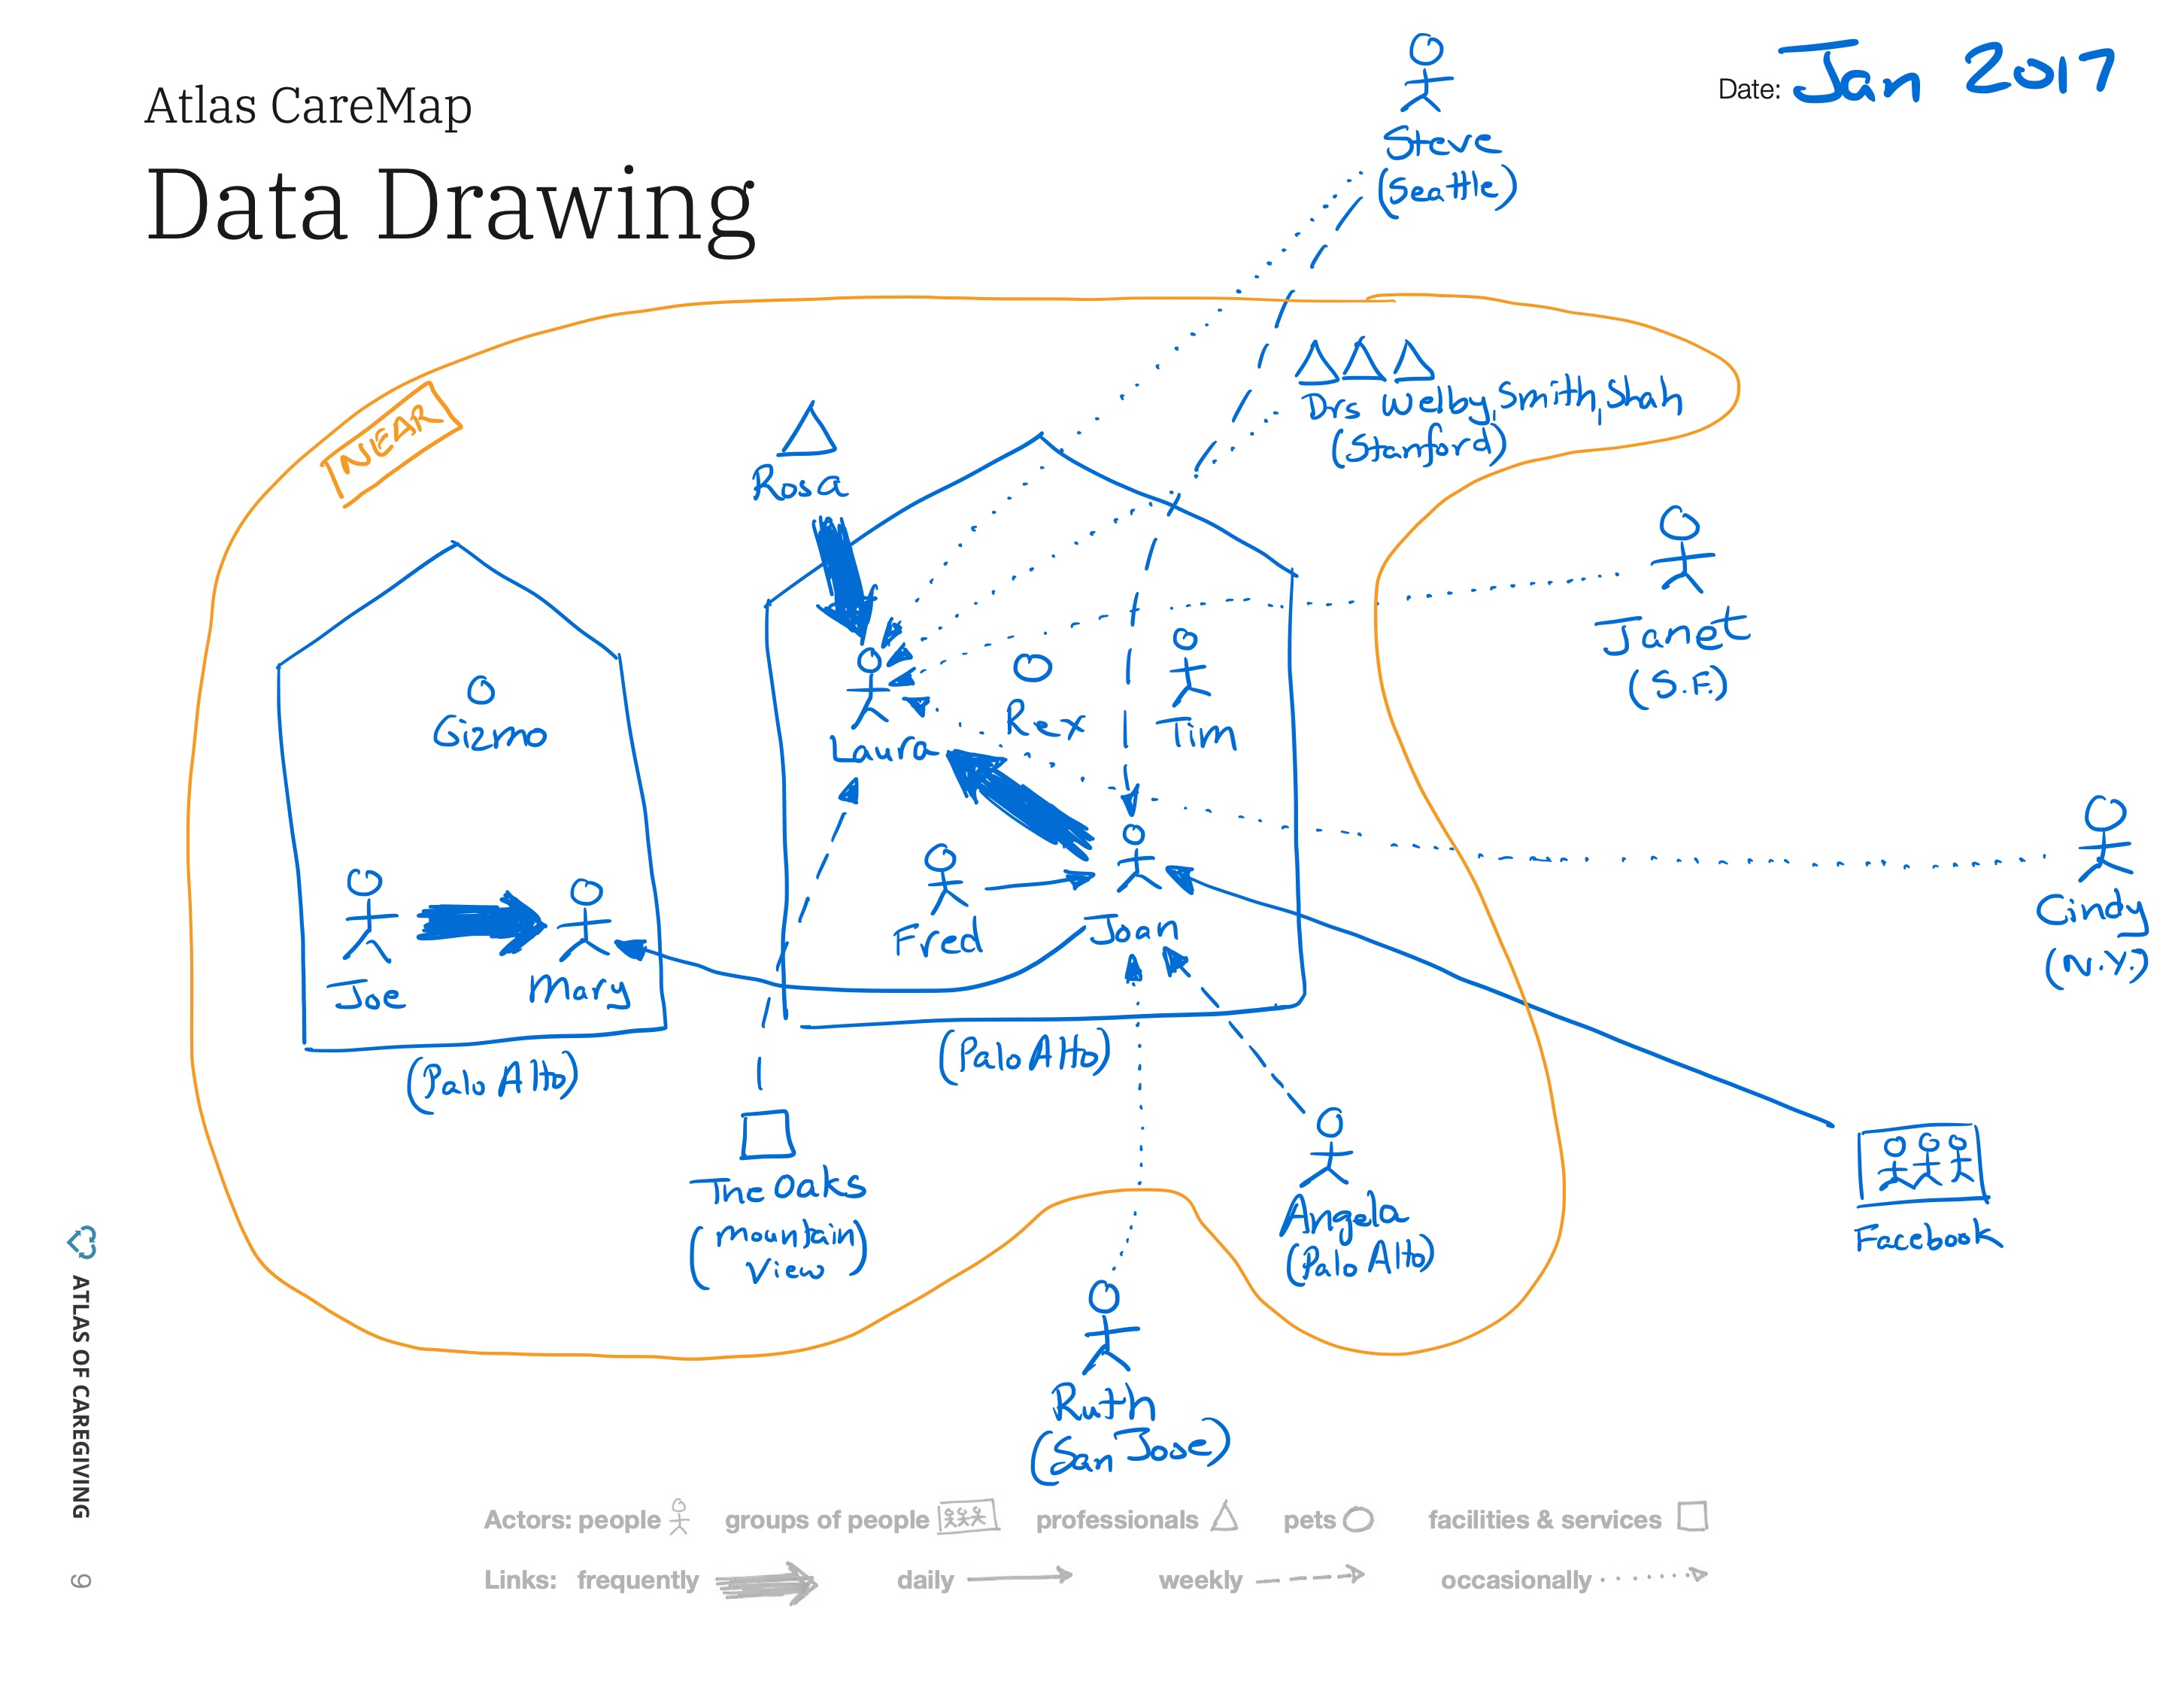 Atlas CareMap
Data Drawing
Date: Jan 2017
Steve
(Seattle)
NEAR
Drs Welby, Smith, Shah
(Stanford)
Rosa
Janet
(S.F.)
Gizmo
Laura
Rex
Tim
Cindy
(N.Y.)
Joe
Mary
Fred
Joan
(Palo Alto)
(Palo Alto)
The Oaks
(Mountain
View)
Angela
(Palo Alto)
Facebook
Ruth
(San Jose)
Actors: people groups of people professionals pets facilities & services
Links: frequently daily weekly occasionally
ATLAS OF CAREGIVING
9